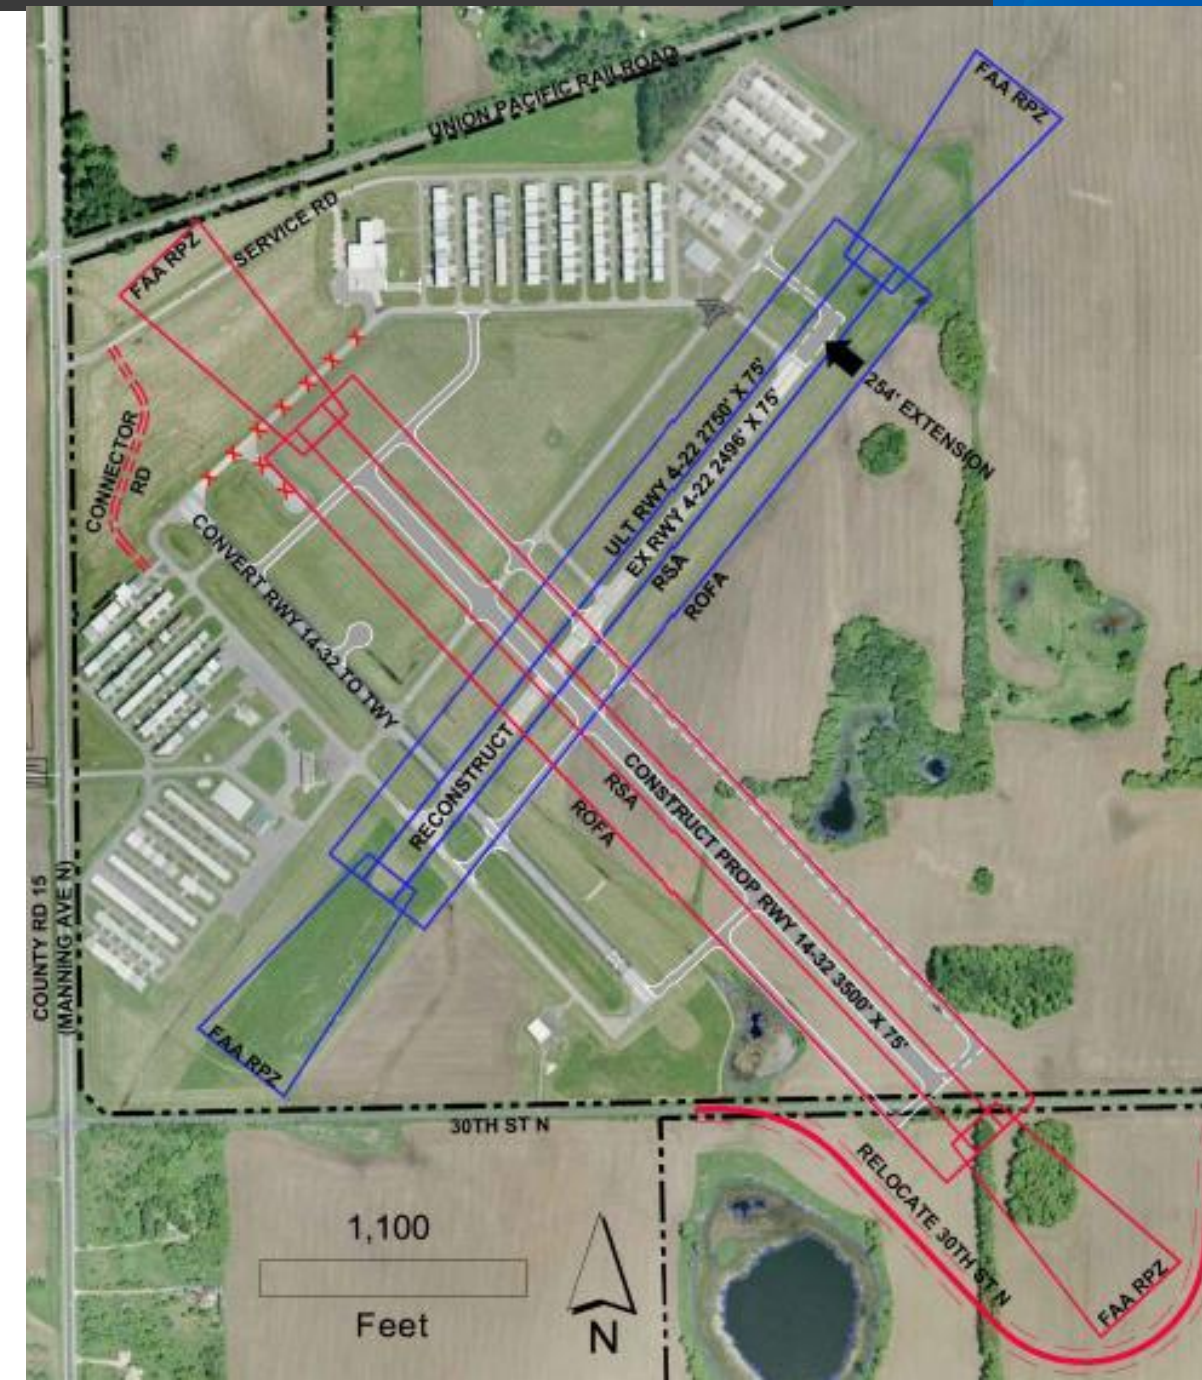 FAA RPZ
UNION PACIFIC RAILROAD
SERVICE RD
FAA RPZ
254' EXTENSION
ULT RWY 4-22 2750' X 75'
EX RWY 4-22 2496' X 75'
RSA
ROFA
CONNECTOR
RD
CONVERT RWY 14-32 TO TWY
RECONSTRUCT
CONSTRUCT PROP RWY 14-32 3500' X 75'
RSA
ROFA
COUNTY RD 15
(MANNING AVE N)
FAA RPZ
30TH ST N
RELOCATE 30TH ST N
FAA RPZ
1,100
Feet
N